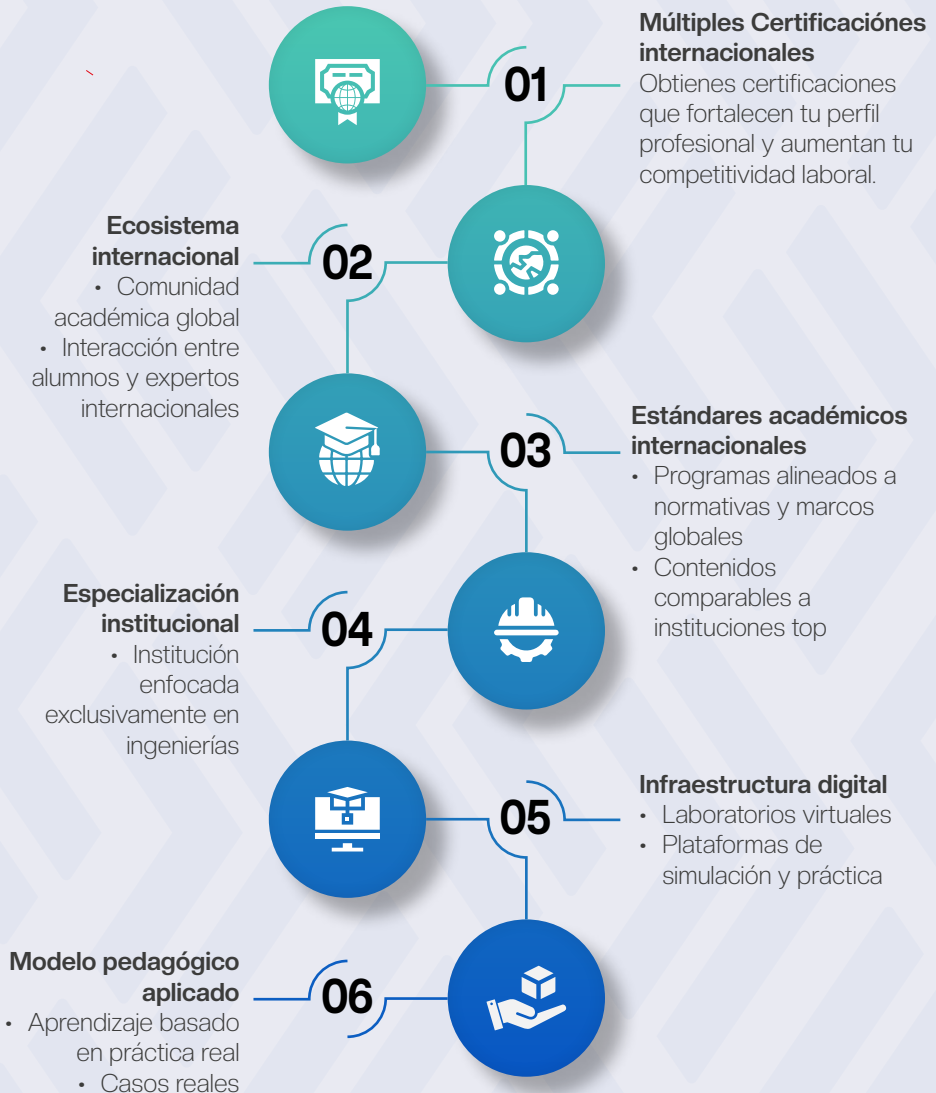 01
Múltiples Certificaciónes
internacionales
Obtienes certificaciones
que fortalecen tu perfil
profesional y aumentan tu
competitividad laboral.
02
Ecosistema
internacional
• Comunidad
académica global
• Interacción entre
alumnos y expertos
internacionales
03
Estándares académicos
internacionales
• Programas alineados a
normativas y marcos
globales
• Contenidos
comparables a
instituciones top
04
Especialización
institucional
• Institución
enfocada
exclusivamente en
ingenierías
05
Infraestructura digital
• Laboratorios virtuales
• Plataformas de
simulación y práctica
06
Modelo pedagógico
aplicado
• Aprendizaje basado
en práctica real
• Casos reales